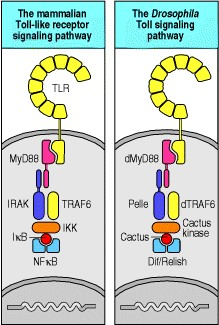 The mammalian
Toll-like receptor
signaling pathway
TLR
MyD88
IRAK
TRAF6
IKK
IκB
NFκB
The Drosophila
Toll signaling
pathway
dMyD88
Pelle
dTRAF6
Cactus
kinase
Cactus
Dif/Relish